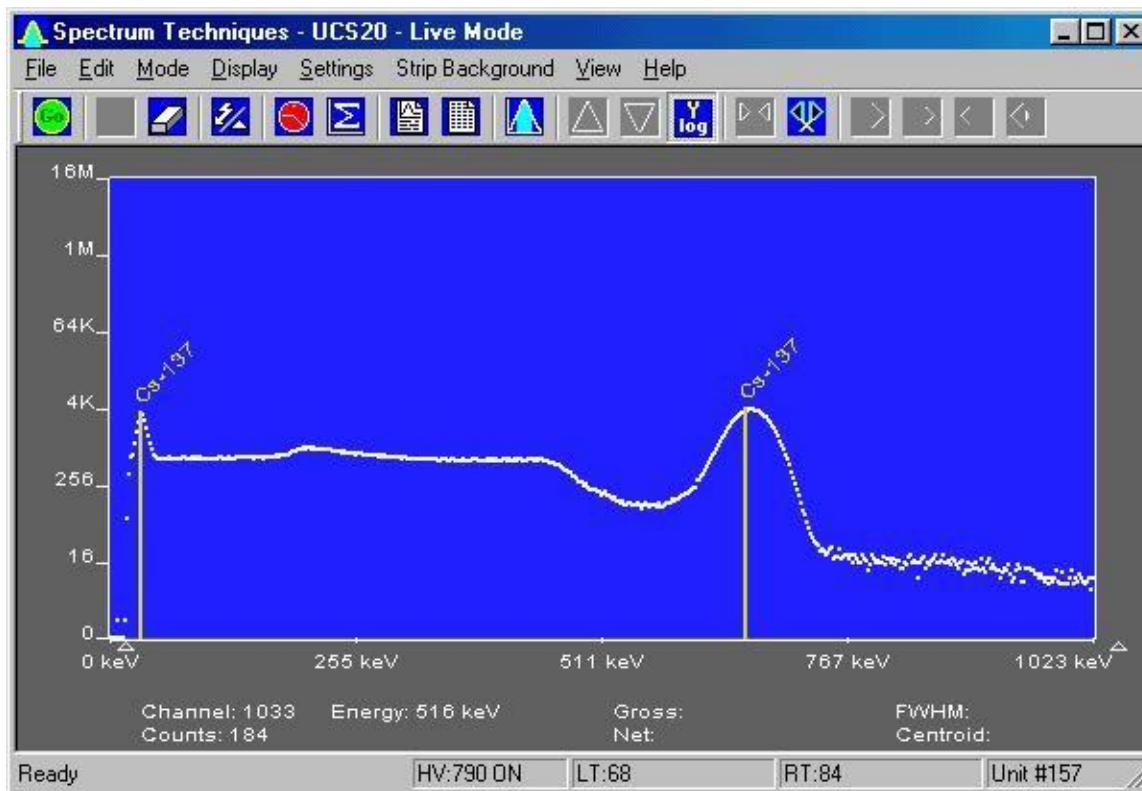 Spectrum Techniques - UCS20 - Live Mode
File Edit Mode Display Settings Strip Background View Help
Go Y log
16M
1M
64K
Cs-137 Cs-137
4K
256
16
0
0 keV 255 keV 511 keV 767 keV 1023 keV
Channel: 1033 Energy: 516 keV Gross: FWHM:
Counts: 184 Net: Centroid:
Ready HV:790 ON LT:68 RT:84 Unit #157